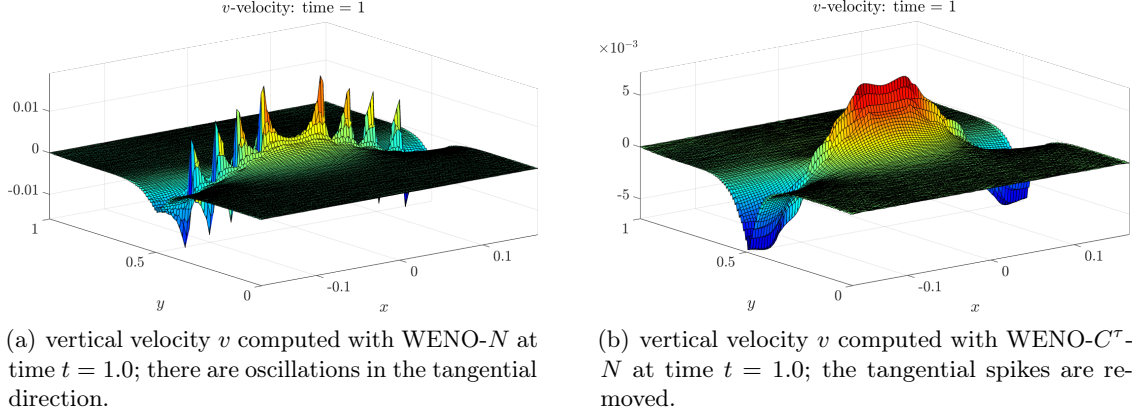 v-velocity: time = 1
0.01
0
-0.01
1
0.5
0
y
-0.1
0
0.1
x
(a) vertical velocity v computed with WENO-N at
time t = 1.0; there are oscillations in the tangential
direction.
v-velocity: time = 1
×10⁻³
5
0
-5
1
0.5
0
y
-0.1
0
0.1
x
(b) vertical velocity v computed with WENO-Cᵗ-
N at time t = 1.0; the tangential spikes are re-
moved.